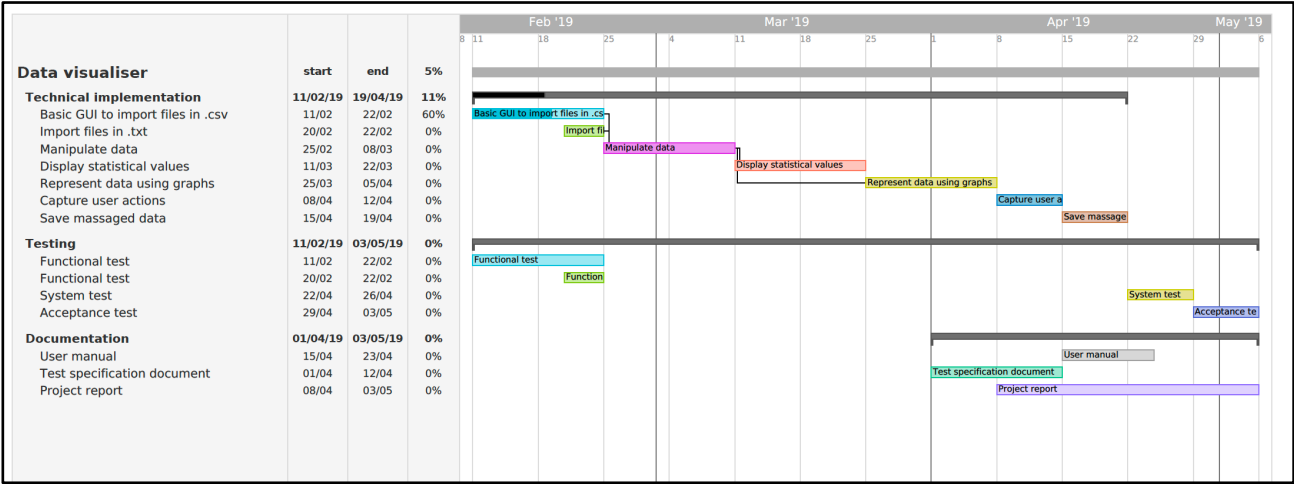 Feb '19 Mar '19 Apr '19 May '19
8 11 18 25 4 11 18 25 1 8 15 22 29 6
Data visualiser start end 5%
Technical implementation 11/02/19 19/04/19 11%
Basic GUI to import files in .csv 11/02 22/02 60% Basic GUI to import files in .cs
Import files in .txt 20/02 22/02 0% Import fil
Manipulate data 25/02 08/03 0% Manipulate data
Display statistical values 11/03 22/03 0% Display statistical values
Represent data using graphs 25/03 05/04 0% Represent data using graphs
Capture user actions 08/04 12/04 0% Capture user a
Save massaged data 15/04 19/04 0% Save massage
Testing 11/02/19 03/05/19 0%
Functional test 11/02 22/02 0% Functional test
Functional test 20/02 22/02 0% Function
System test 22/04 26/04 0% System test
Acceptance test 29/04 03/05 0% Acceptance te
Documentation 01/04/19 03/05/19 0%
User manual 15/04 23/04 0% User manual
Test specification document 01/04 12/04 0% Test specification document
Project report 08/04 03/05 0% Project report